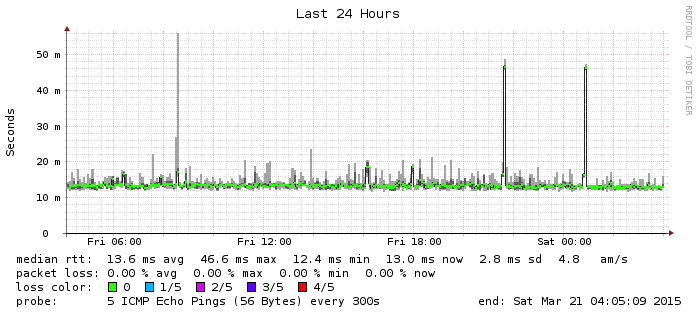 Last 24 Hours
RRDTOOL / TOBI OETIKER
Seconds
50 m
40 m
30 m
20 m
10 m
0
Fri 06:00 Fri 12:00 Fri 18:00 Sat 00:00
median rtt: 13.6 ms avg 46.6 ms max 12.4 ms min 13.0 ms now 2.8 ms sd 4.8 am/s
packet loss: 0.00 % avg 0.00 % max 0.00 % min 0.00 % now
loss color: 0 1/5 2/5 3/5 4/5
probe: 5 ICMP Echo Pings (56 Bytes) every 300s end: Sat Mar 21 04:05:09 2015